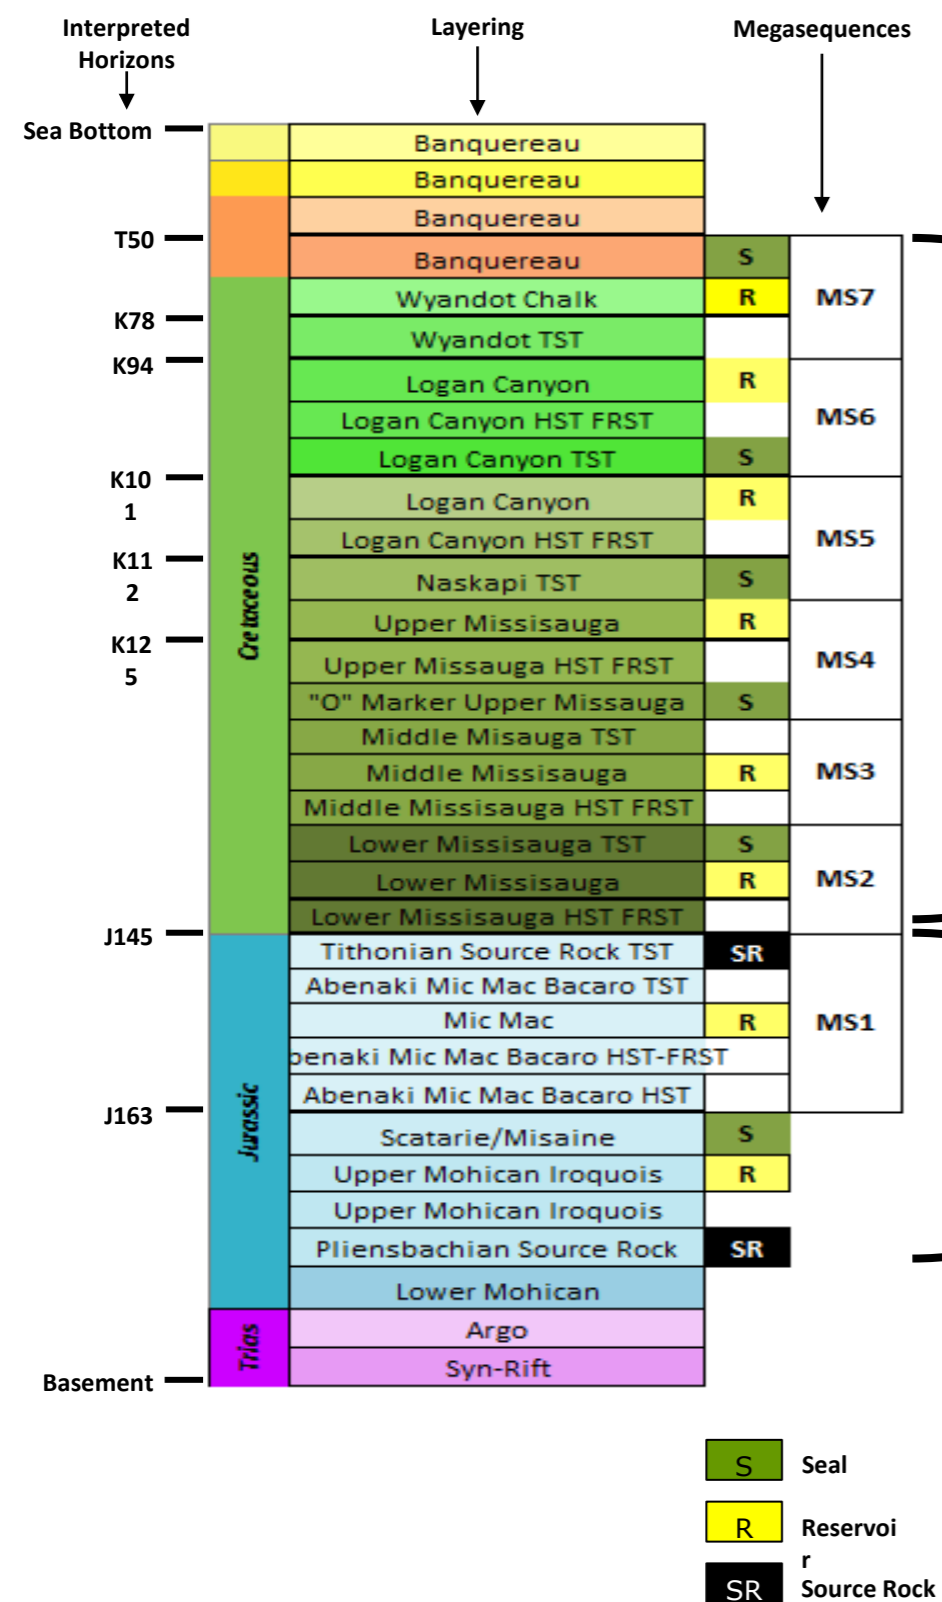 Interpreted
Horizons
Layering
Megasequences
Sea Bottom
Banquereau
Banquereau
Banquereau
T50
Banquereau S
MS7
Wyandot Chalk R
K78
Wyandot TST
K94
Logan Canyon R
Logan Canyon HST FRST
MS6
Logan Canyon TST S
K10
1
Logan Canyon R
Logan Canyon HST FRST
MS5
K11
2
Naskapi TST S
Upper Missisauga R
K12
5
Upper Missauga HST FRST
MS4
"O" Marker Upper Missauga S
Middle Misauga TST
Middle Missisauga R
MS3
Middle Missisauga HST FRST
Lower Missisauga TST S
Lower Missisauga R
MS2
Lower Missisauga HST FRST
Cretaceous
J145
Tithonian Source Rock TST SR
Abenaki Mic Mac Bacaro TST
Mic Mac R
MS1
benaki Mic Mac Bacaro HST-FRST
Abenaki Mic Mac Bacaro HST
J163
Scatarie/Misaine S
Upper Mohican Iroquois R
Upper Mohican Iroquois
Pliensbachian Source Rock SR
Lower Mohican
Jurassic
Argo
Syn-Rift
Trias
Basement
S Seal
R Reservoi
r
SR Source Rock